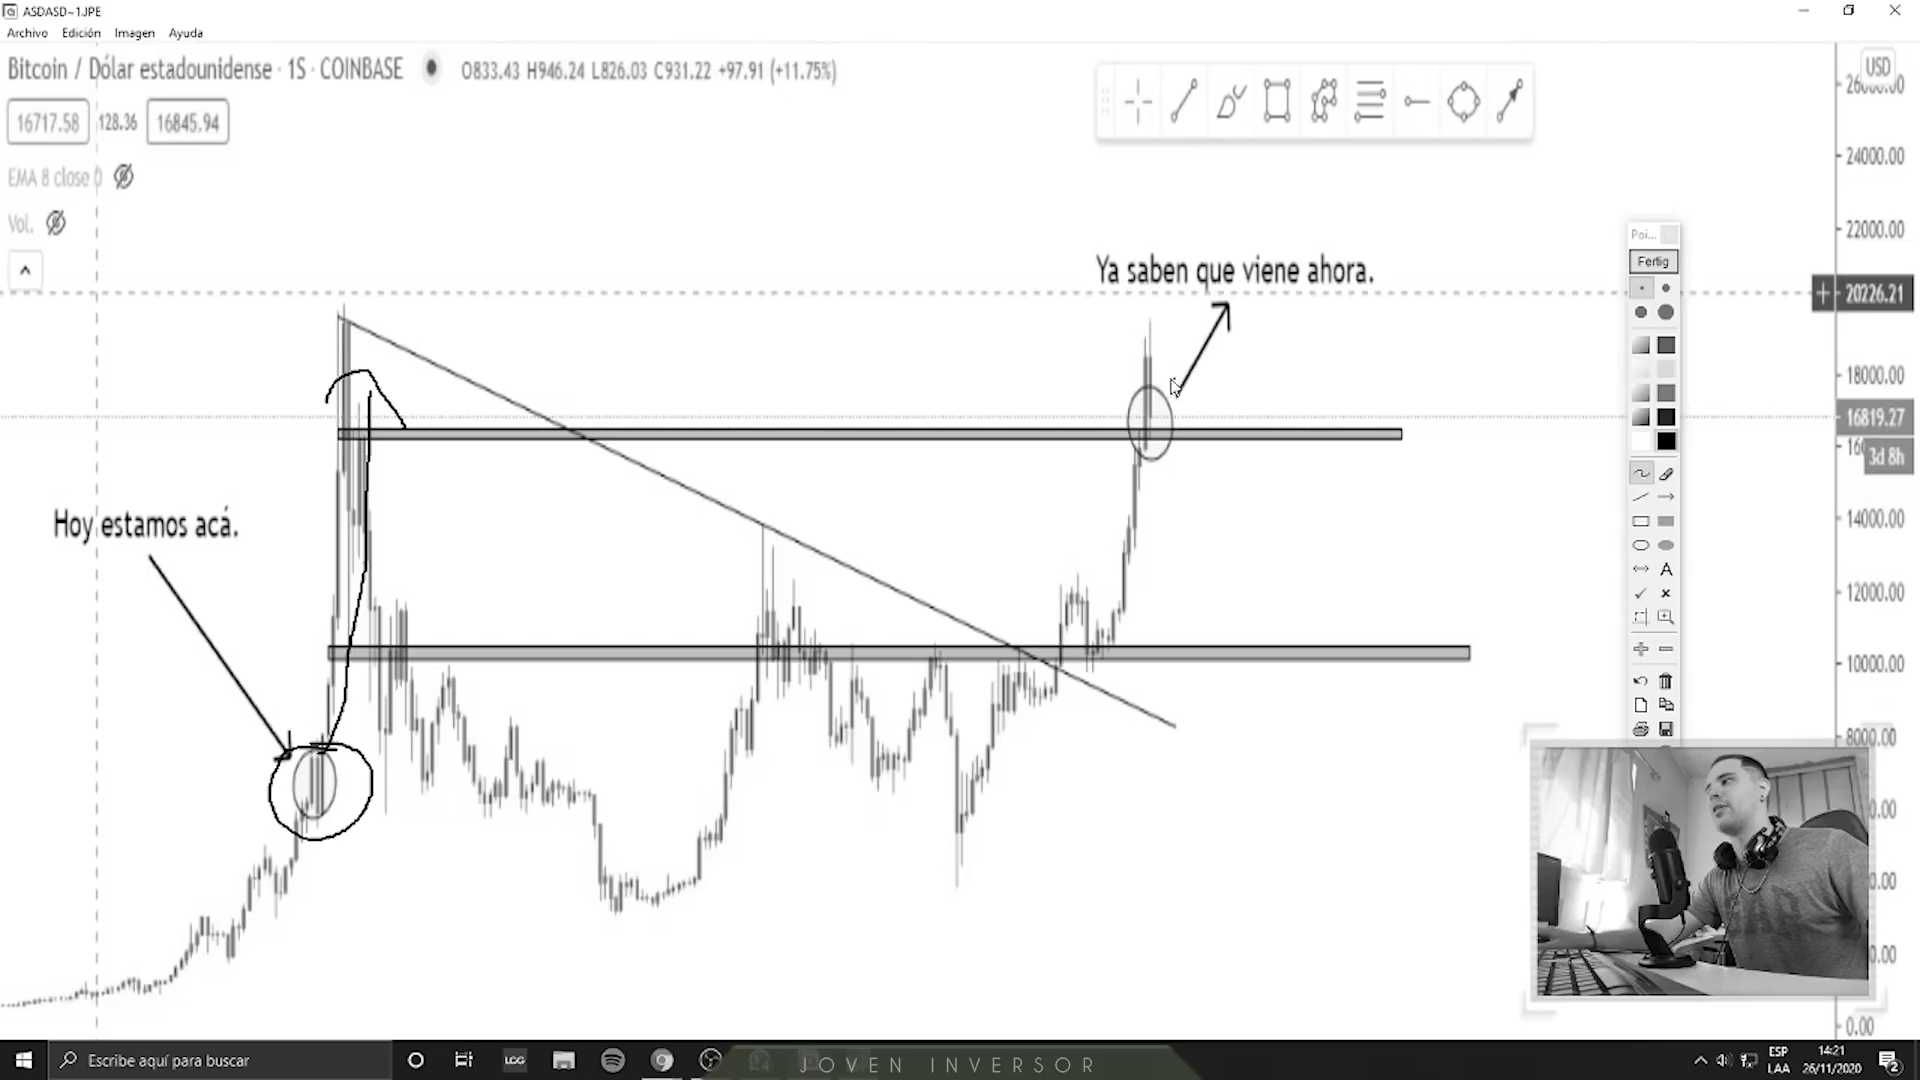 ASDASD~1.JPE
Archivo Edición Imagen Ayuda
Bitcoin / Dólar estadounidense · 1S · COINBASE
O833.43 H946.24 L826.03 C931.22 +97.91 (+11.75%)
USD
16717.58 128.36 16845.94
24000.00
EMA 8 close 0
Vol.
22000.00
Poi...
Fertig
Ya saben que viene ahora.
20226.21
18000.00
16819.27
3d 8h
Hoy estamos acá.
14000.00
12000.00
A
10000.00
8000.00
0.00
Escribe aquí para buscar
LCG
JOVEN INVERSOR
ESP
LAA
14:21
26/11/2020
2